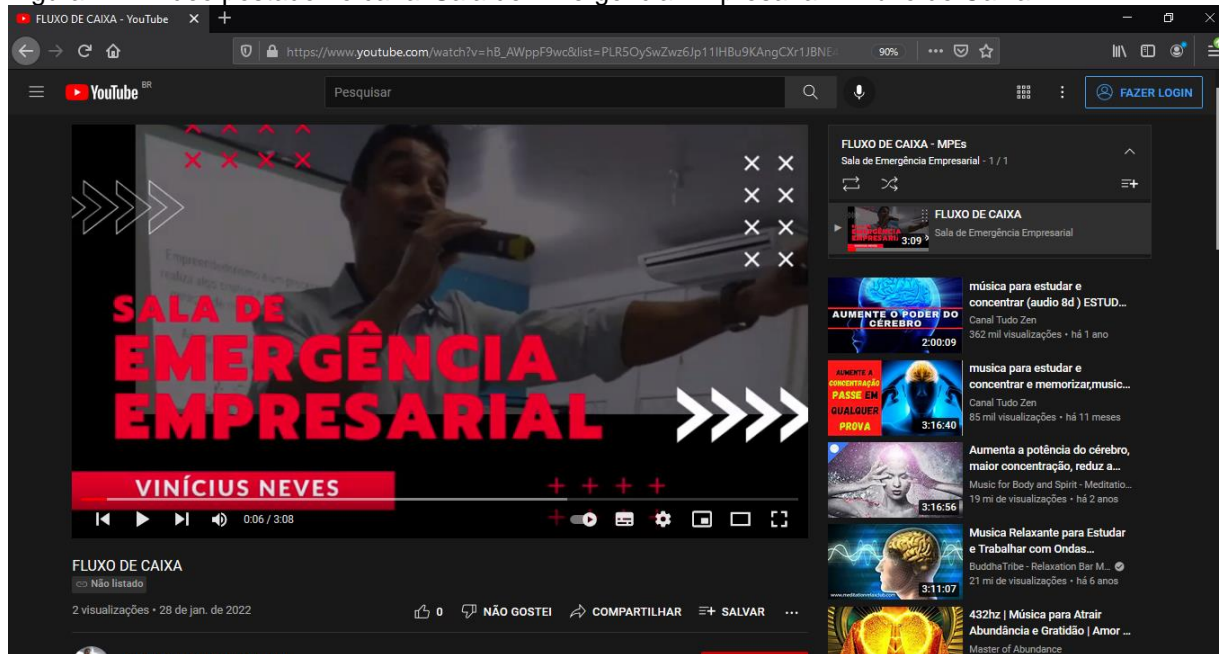 FLUXO DE CAIXA - YouTube
https://www.youtube.com/watch?v=hB_AWppF9wc&list=PLR5OySwZwz6Jp11IHBu9KAngCXr1JBNE
90%
YouTube BR
Pesquisar
FAZER LOGIN
SALA DE
EMERGÊNCIA
EMPRESARIAL
VINÍCIUS NEVES
0:06 / 3:08
FLUXO DE CAIXA
Não listado
2 visualizações • 28 de jan. de 2022
0
NÃO GOSTEI
COMPARTILHAR
SALVAR
FLUXO DE CAIXA - MPEs
Sala de Emergência Empresarial - 1 / 1
EMERGÊNCIA
3:09
FLUXO DE CAIXA
Sala de Emergência Empresarial
AUMENTE O PODER DO
CÉREBRO
2:00:09
música para estudar e
concentrar (audio 8d ) ESTUD...
Canal Tudo Zen
362 mil visualizações • há 1 ano
AUMENTE A
CONCENTRAÇÃO
PASSE EM
QUALQUER
PROVA
3:16:40
musica para estudar e
concentrar e memorizar,music...
Canal Tudo Zen
85 mil visualizações • há 11 meses
3:16:56
Aumenta a potência do cérebro,
maior concentração, reduz a...
Music for Body and Spirit - Meditatio...
19 mi de visualizações • há 2 anos
3:11:07
Musica Relaxante para Estudar
e Trabalhar com Ondas...
BuddhaTribe - Relaxation Bar M...
21 mi de visualizações • há 6 anos
432hz | Música para Atrair
Abundância e Gratidão | Amor ...
Master of Abundance